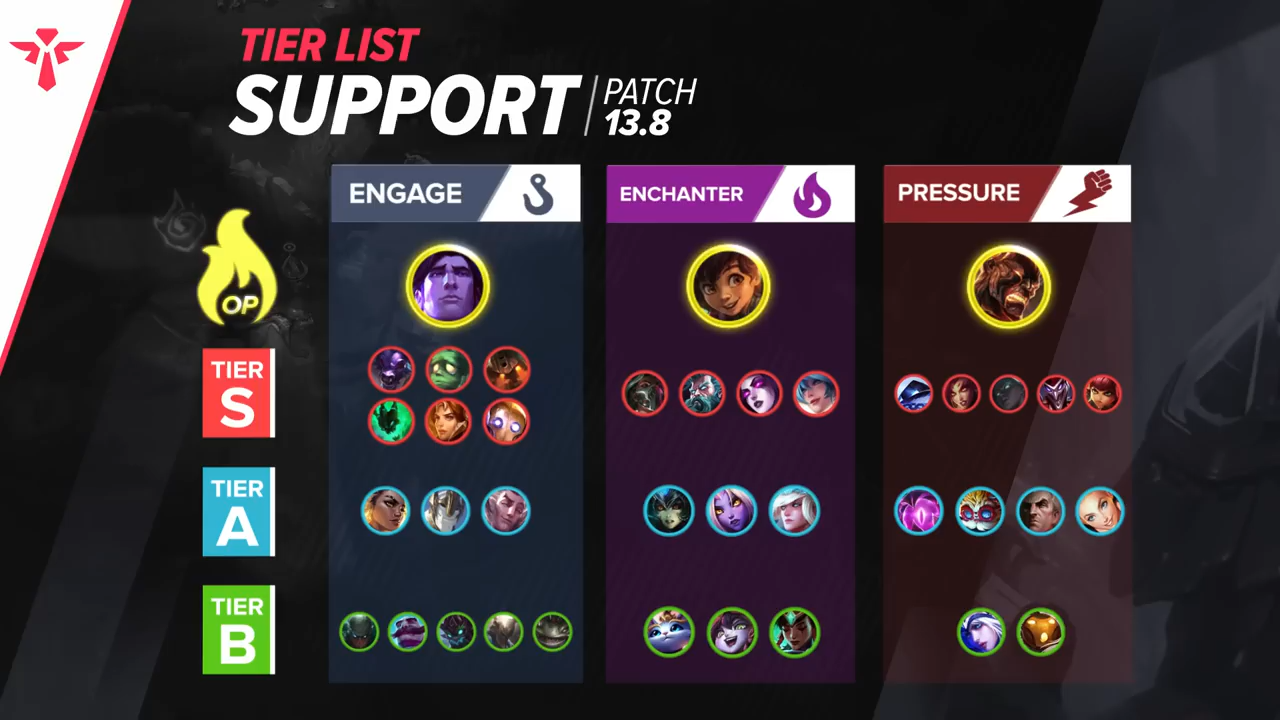 TIER LIST
SUPPORT
PATCH
13.8
ENGAGE
ENCHANTER
PRESSURE
OP
TIER
S
TIER
A
TIER
B